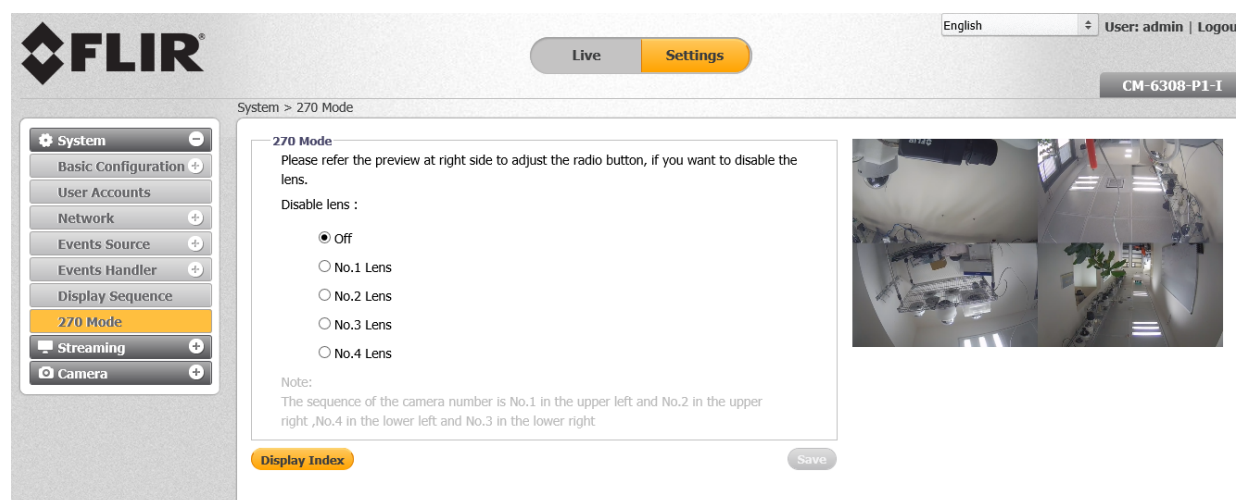 English
User: admin | Logou
FLIR
Live
Settings
CM-6308-P1-I
System > 270 Mode
System
Basic Configuration
User Accounts
Network
Events Source
Events Handler
Display Sequence
270 Mode
Streaming
Camera
270 Mode
Please refer the preview at right side to adjust the radio button, if you want to disable the
lens.
Disable lens :
Off
No.1 Lens
No.2 Lens
No.3 Lens
No.4 Lens
Note:
The sequence of the camera number is No.1 in the upper left and No.2 in the upper
right ,No.4 in the lower left and No.3 in the lower right
Display Index
Save